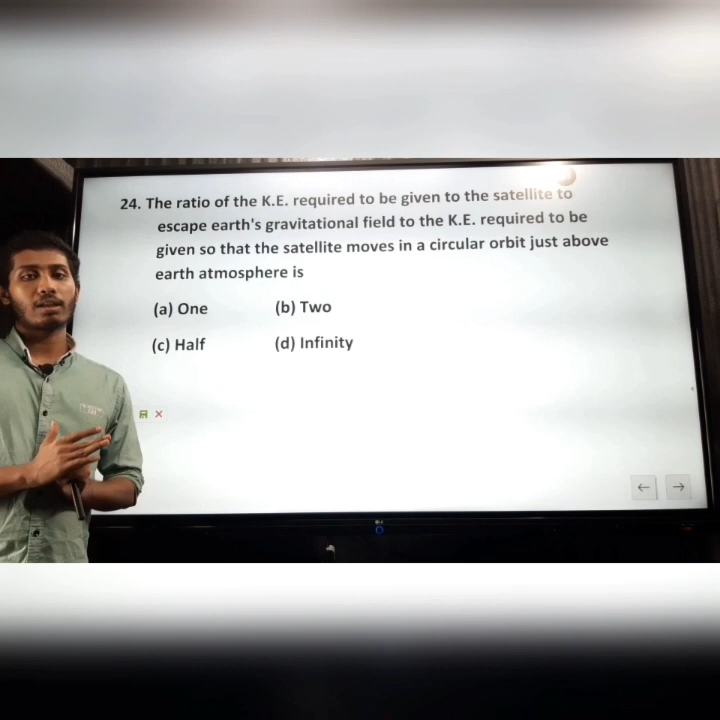 24. The ratio of the K.E. required to be given to the satellite to
escape earth's gravitational field to the K.E. required to be
given so that the satellite moves in a circular orbit just above
earth atmosphere is
(a) One (b) Two
(c) Half (d) Infinity